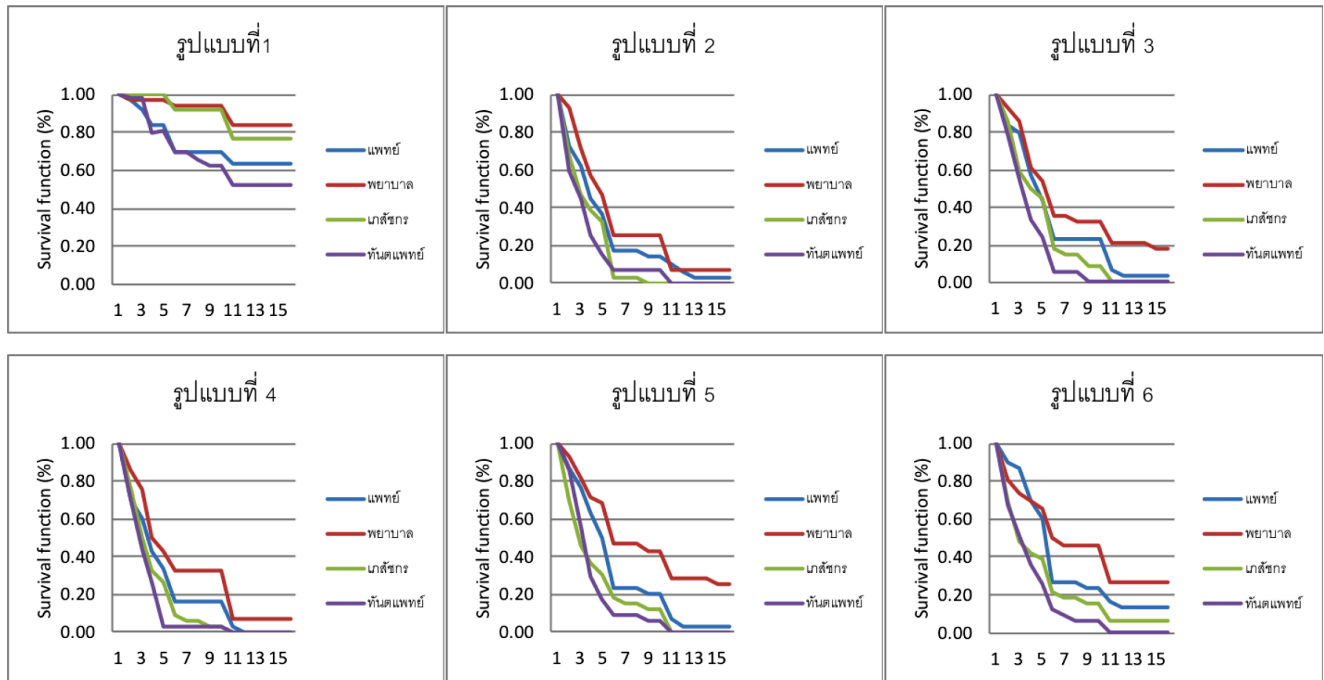 รูปแบบที่1
Survival function (%)
1.00
0.80
0.60
0.40
0.20
0.00
1 3 5 7 9 11 13 15
แพทย์
พยาบาล
เภสัชกร
ทันตแพทย์
รูปแบบที่ 2
Survival function (%)
1.00
0.80
0.60
0.40
0.20
0.00
1 3 5 7 9 11 13 15
แพทย์
พยาบาล
เภสัชกร
ทันตแพทย์
รูปแบบที่ 3
Survival function (%)
1.00
0.80
0.60
0.40
0.20
0.00
1 3 5 7 9 11 13 15
แพทย์
พยาบาล
เภสัชกร
ทันตแพทย์
รูปแบบที่ 4
Survival function (%)
1.00
0.80
0.60
0.40
0.20
0.00
1 3 5 7 9 11 13 15
แพทย์
พยาบาล
เภสัชกร
ทันตแพทย์
รูปแบบที่ 5
Survival function (%)
1.00
0.80
0.60
0.40
0.20
0.00
1 3 5 7 9 11 13 15
แพทย์
พยาบาล
เภสัชกร
ทันตแพทย์
รูปแบบที่ 6
Survival function (%)
1.00
0.80
0.60
0.40
0.20
0.00
1 3 5 7 9 11 13 15
แพทย์
พยาบาล
เภสัชกร
ทันตแพทย์